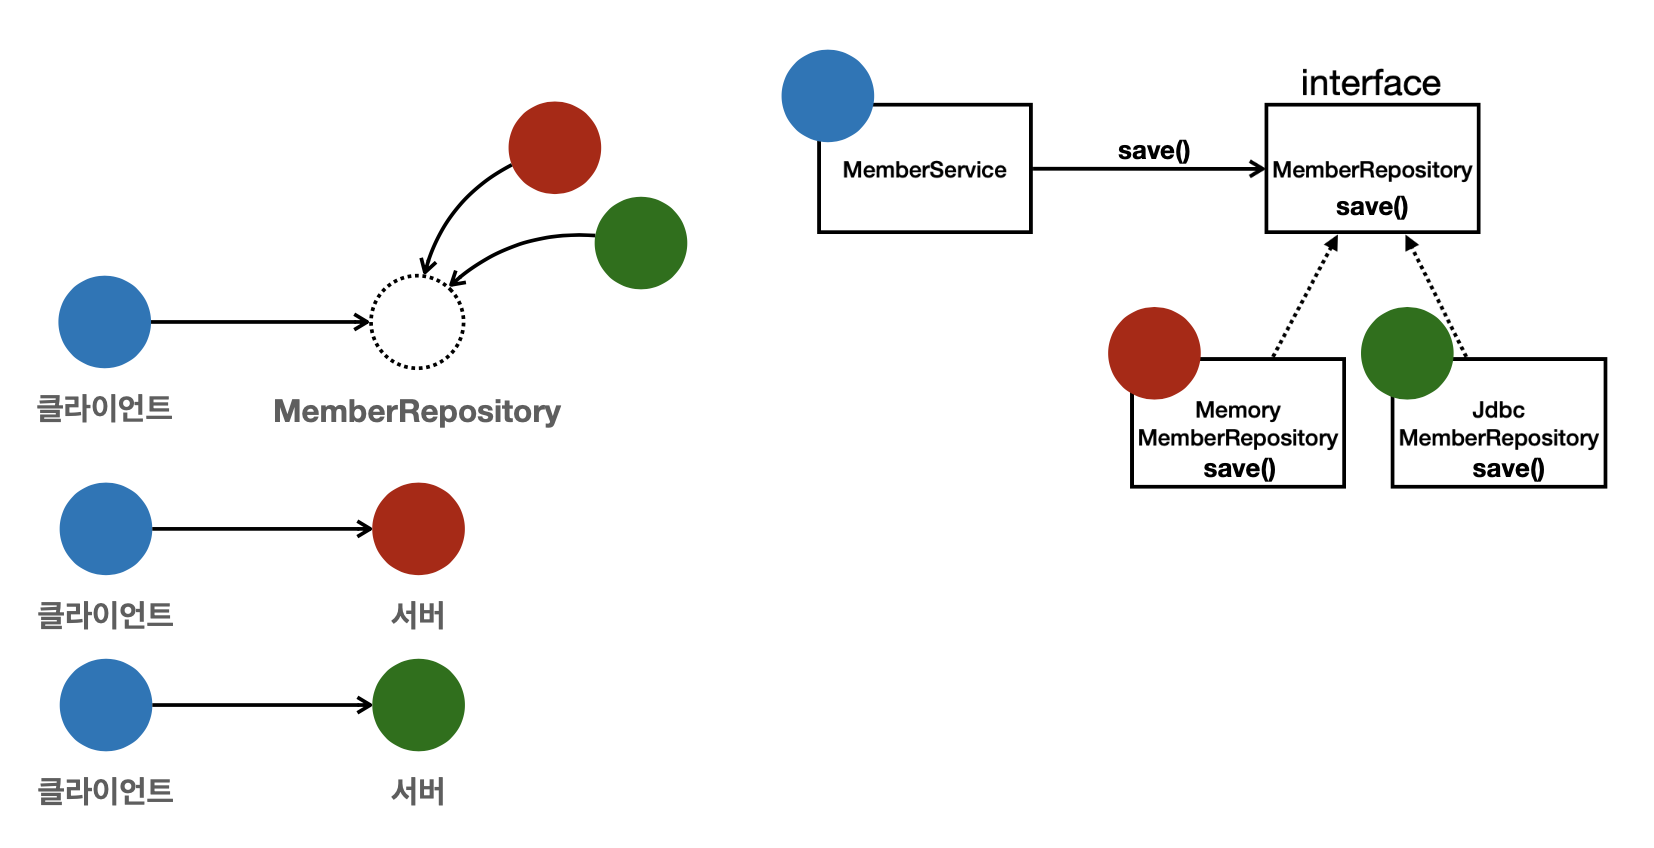 클라이언트
MemberRepository
클라이언트
서버
클라이언트
서버
interface
MemberService
save()
MemberRepository
save()
Memory
MemberRepository
save()
Jdbc
MemberRepository
save()